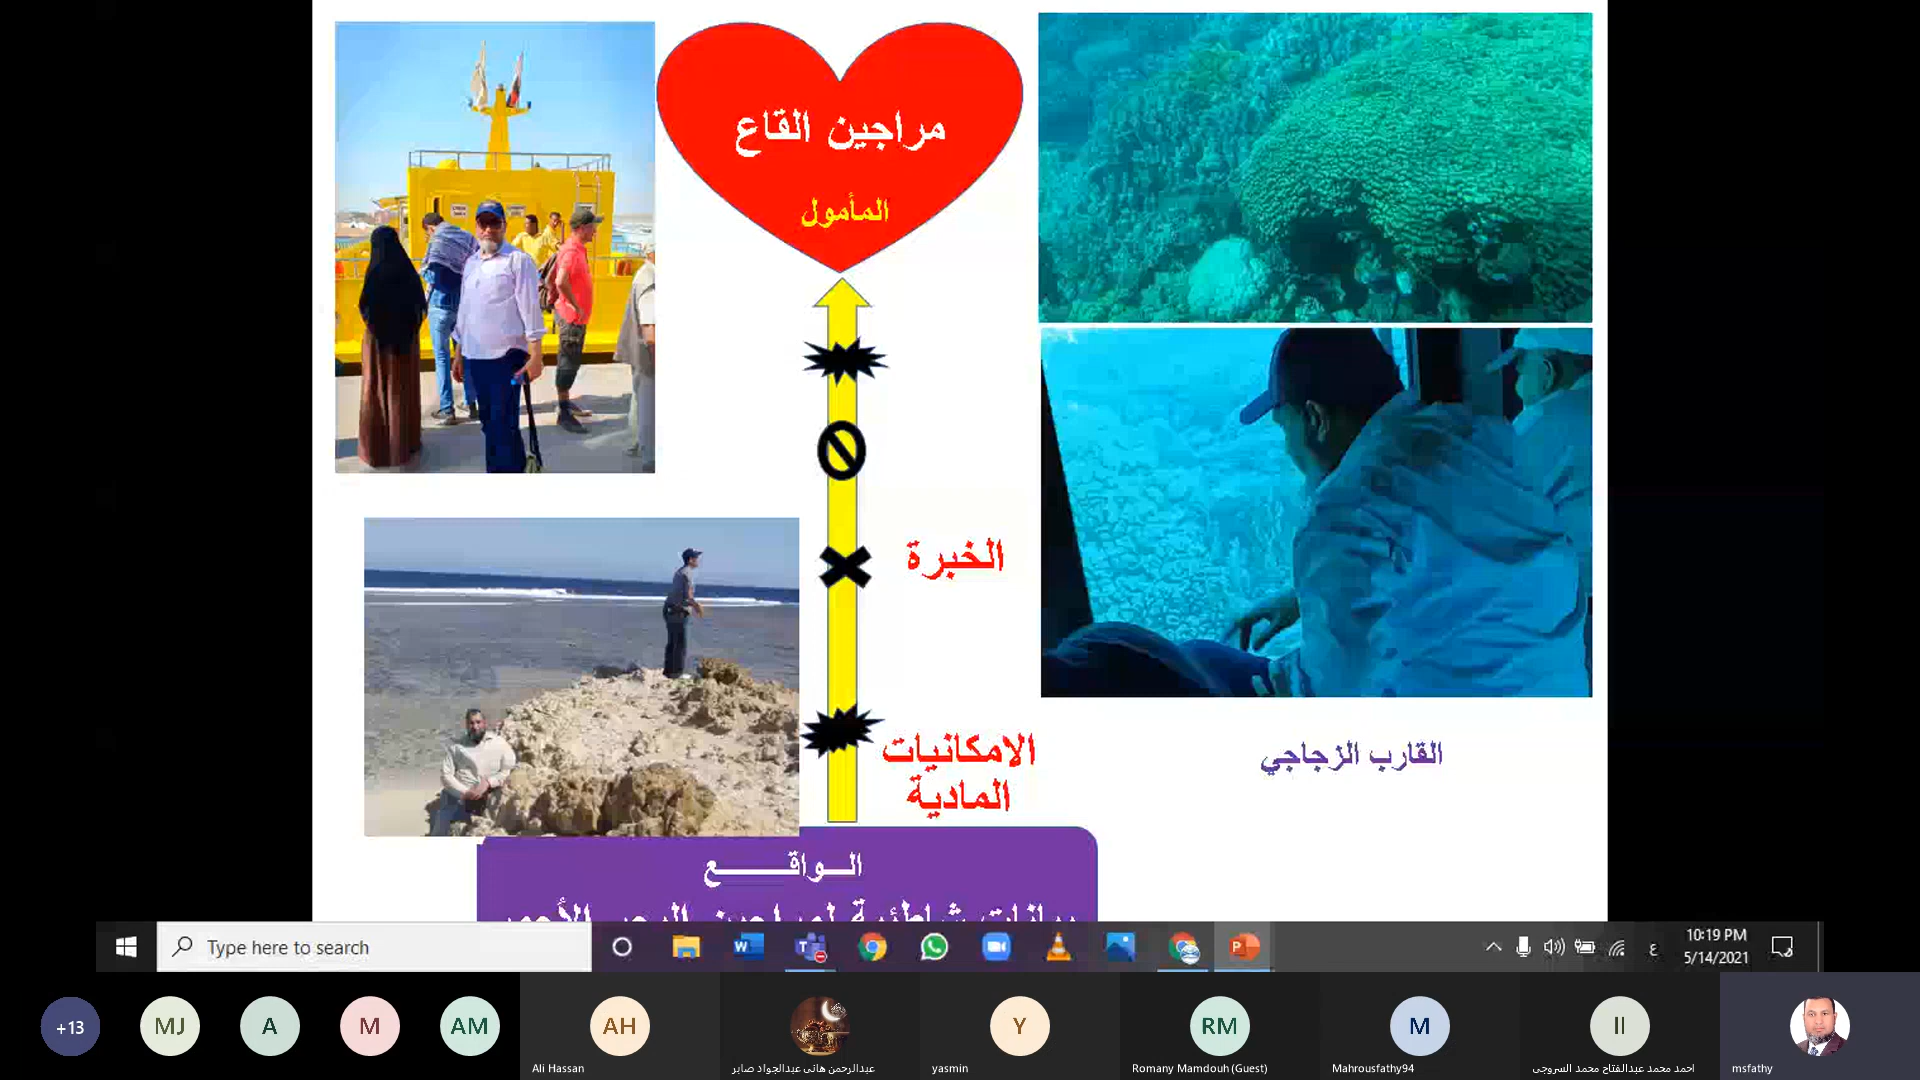 مراجين القاع
المأمول
الخبرة
الامكانيات
المادية
القارب الزجاجي
الـــواقــــــــع
Type here to search
ع
10:19 PM
5/14/2021
+13
MJ
A
M
AM
AH
Y
RM
M
Ali Hassan
عبدالرحمن هانى عبدالجواد صابر
yasmin
Romany Mamdouh (Guest)
Mahrousfathy94
احمد محمد عبدالفتاح محمد السروجى
msfathy